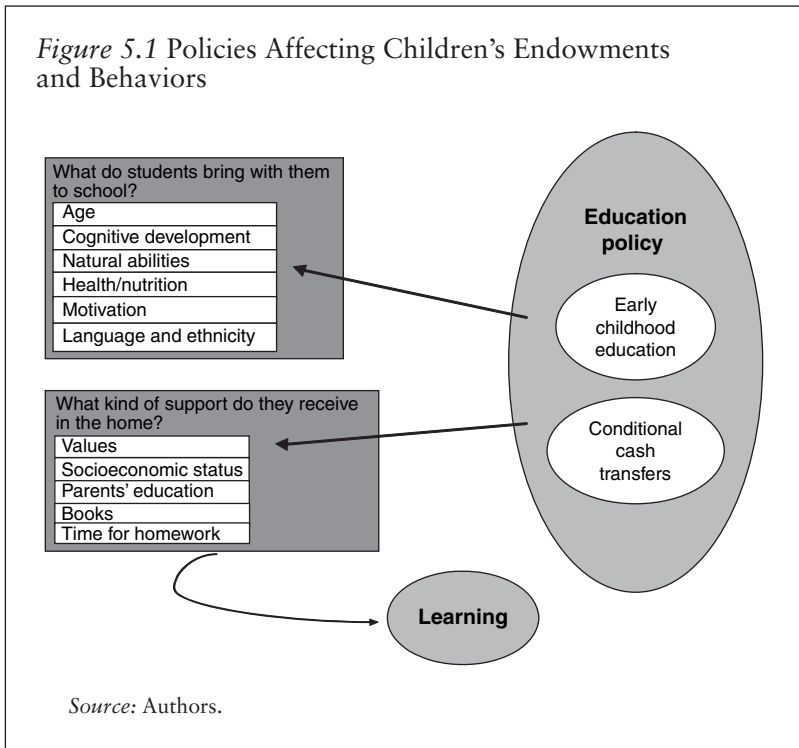 Figure 5.1 Policies Affecting Children's Endowments
and Behaviors
What do students bring with them
to school?
Age
Cognitive development
Natural abilities
Health/nutrition
Motivation
Language and ethnicity
What kind of support do they receive
in the home?
Values
Socioeconomic status
Parents' education
Books
Time for homework
Education
policy
Early
childhood
education
Conditional
cash
transfers
Learning
Source: Authors.